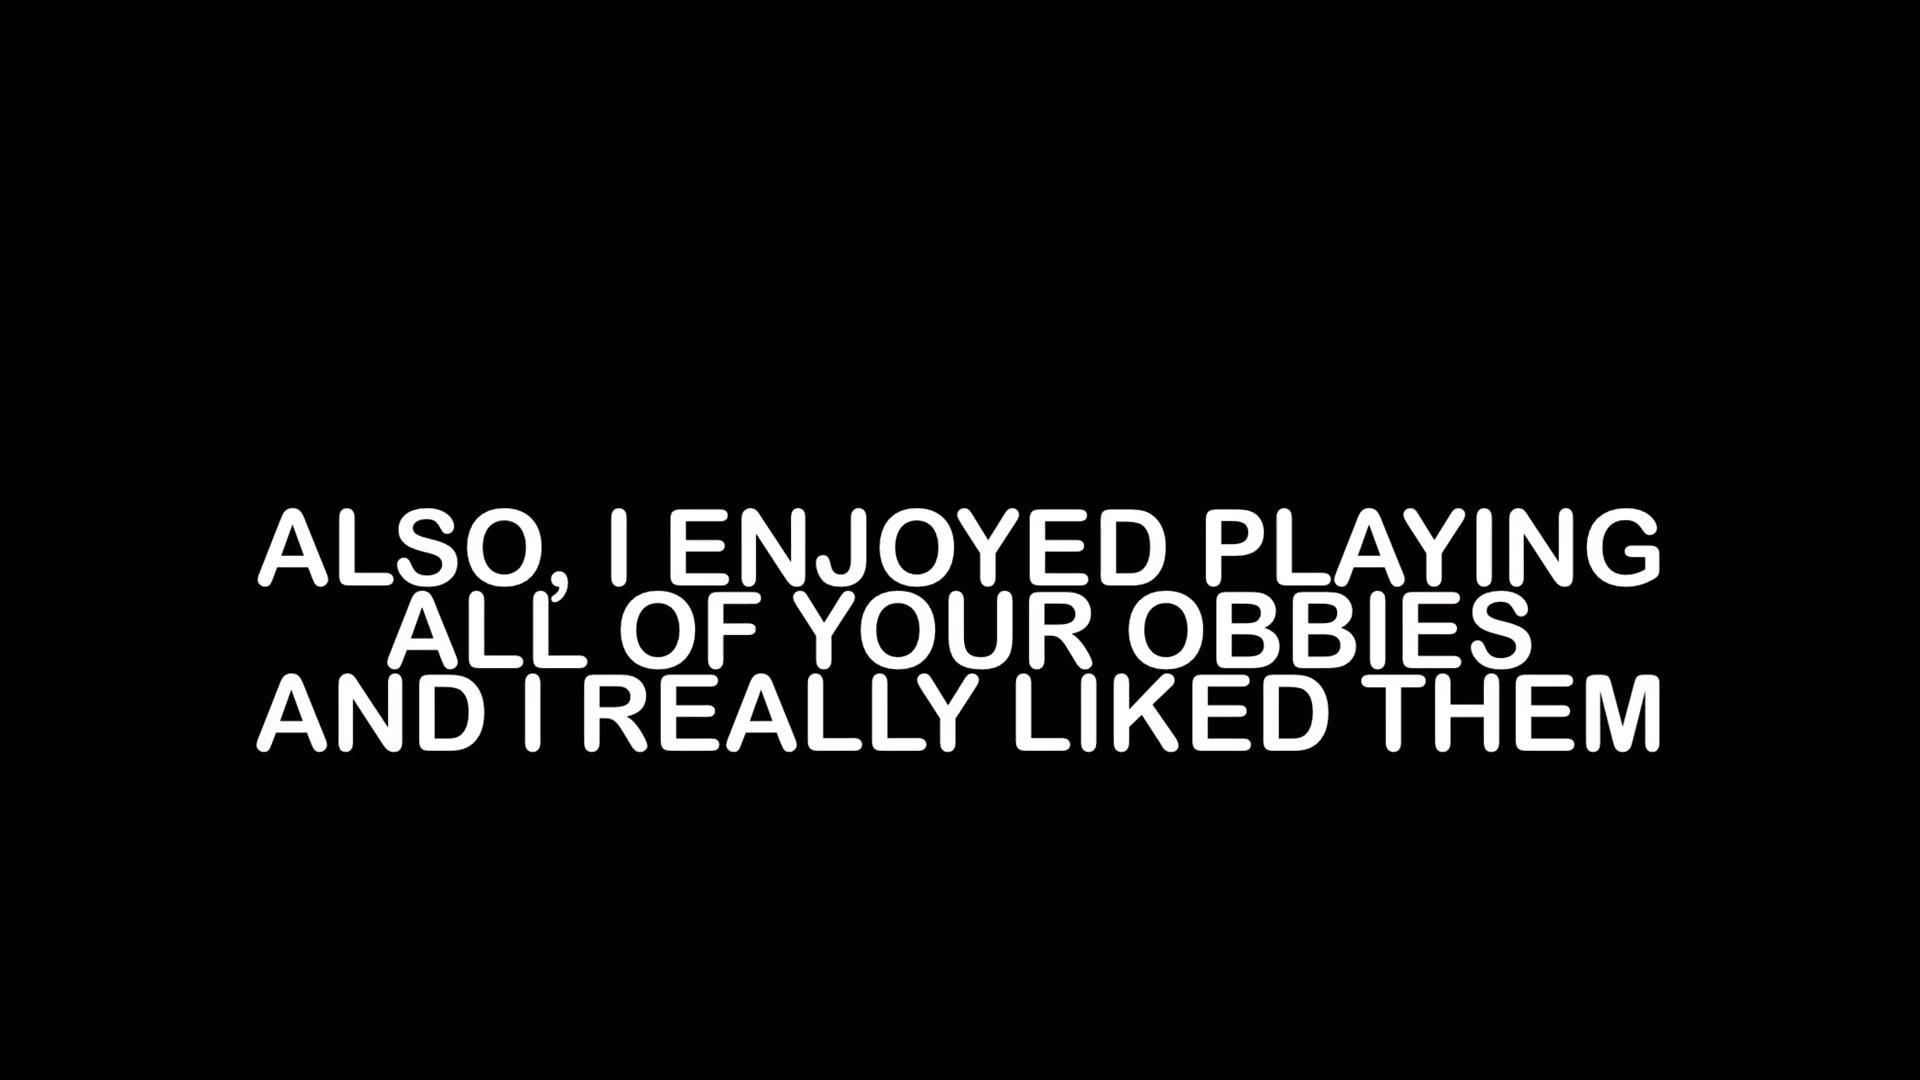 ALSO, I ENJOYED PLAYING
ALL OF YOUR OBBIES
AND I REALLY LIKED THEM